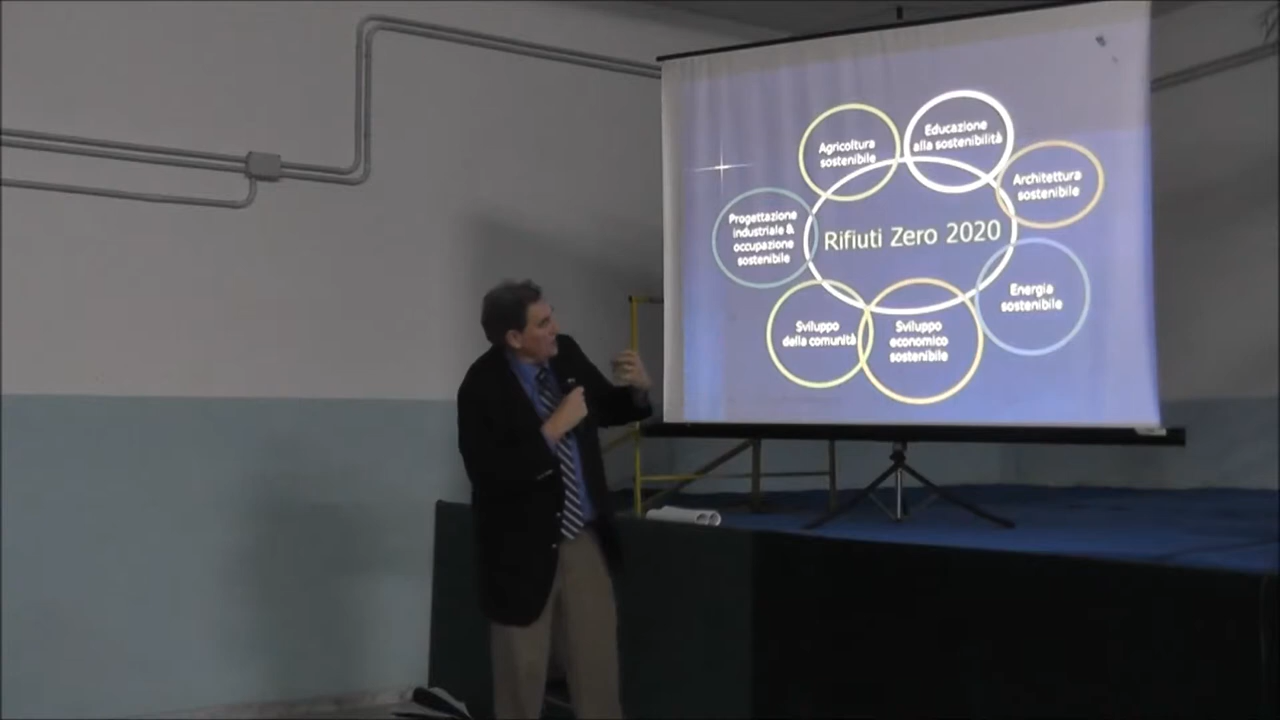 Educazione
alla sostenibilità
Agricoltura
sostenibile
Architettura
sostenibile
Progettazione
industriale &
occupazione
sostenibile
Rifiuti Zero 2020
Energia
sostenibile
Sviluppo
della comunità
Sviluppo
economico
sostenibile